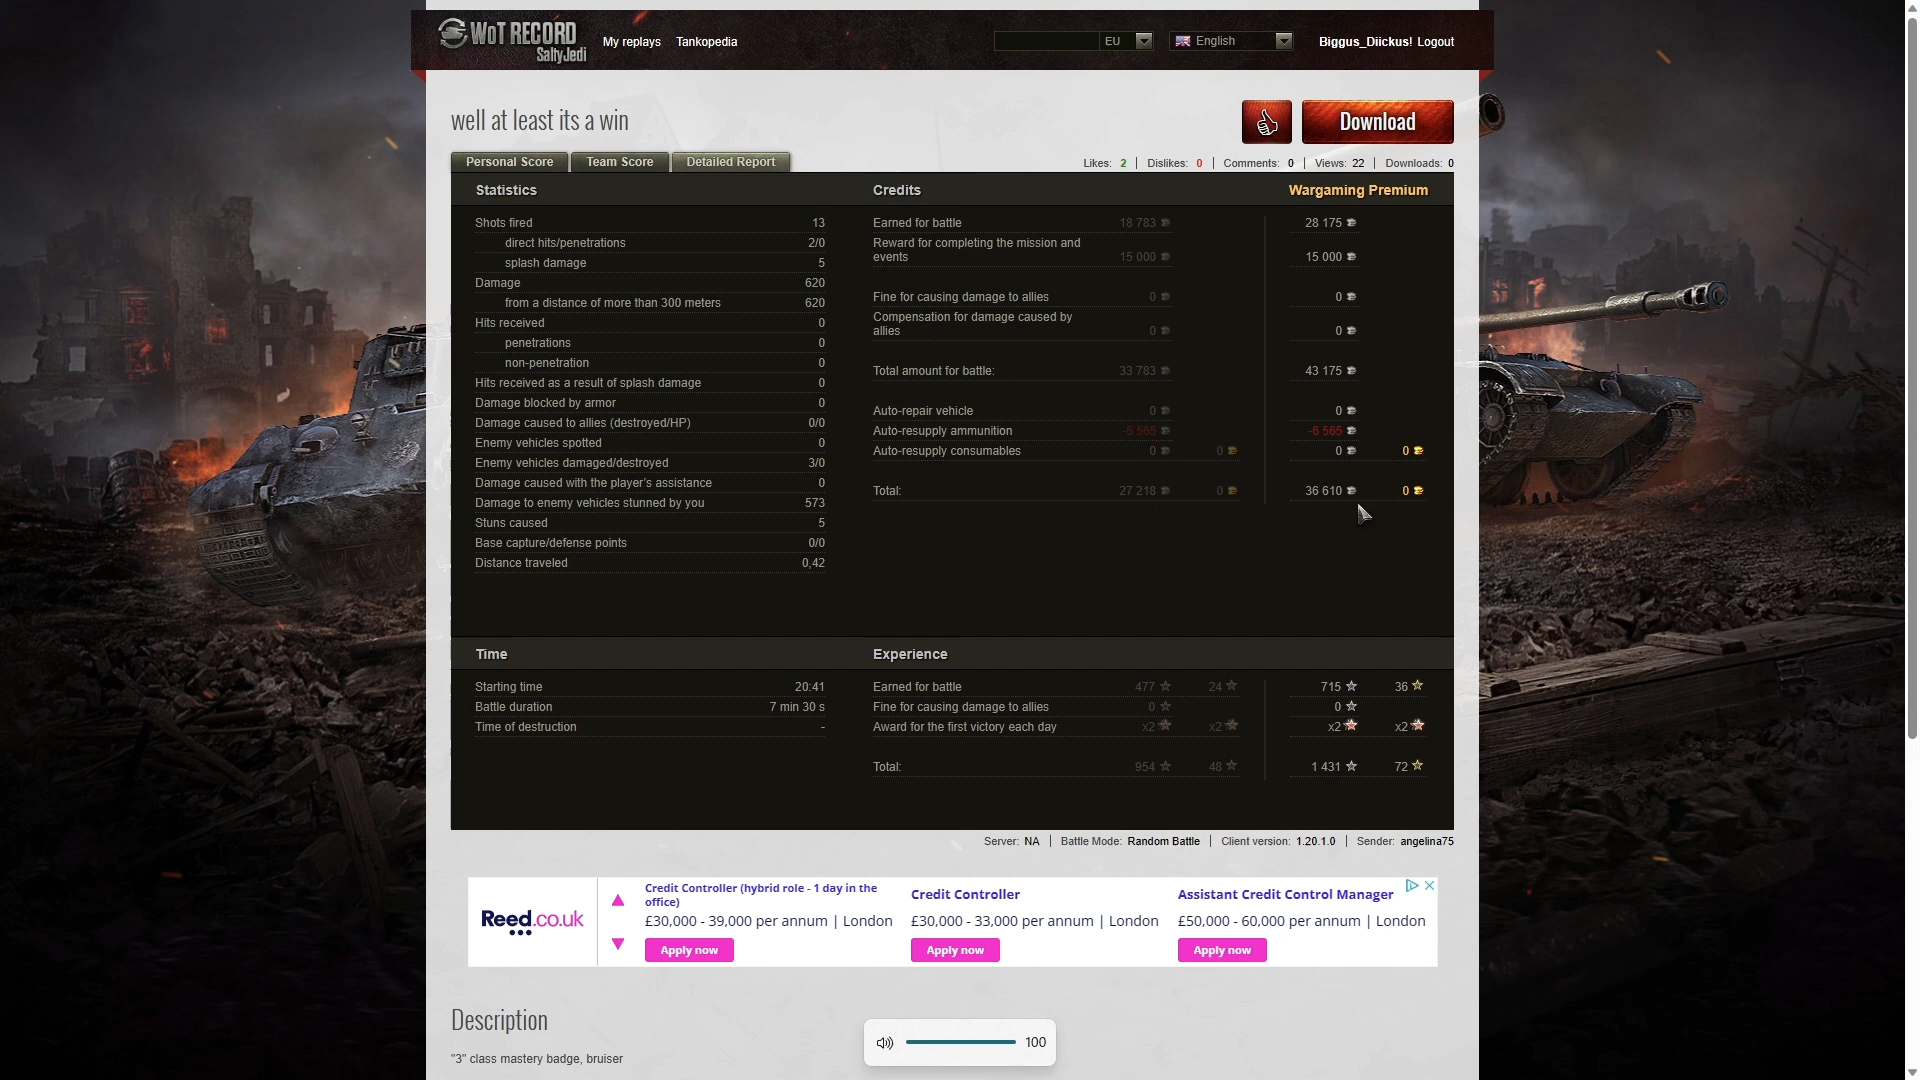 WoT RECORD
SaltyJedi
My replays
Tankopedia
EU
English
Biggus_Diickus! Logout
well at least its a win
Download
Personal Score
Team Score
Detailed Report
Likes: 2 | Dislikes: 0 | Comments: 0 | Views: 22 | Downloads: 0
Statistics
Shots fired 13
direct hits/penetrations 2/0
splash damage 5
Damage 620
from a distance of more than 300 meters 620
Hits received 0
penetrations 0
non-penetration 0
Hits received as a result of splash damage 0
Damage blocked by armor 0
Damage caused to allies (destroyed/HP) 0/0
Enemy vehicles spotted 0
Enemy vehicles damaged/destroyed 3/0
Damage caused with the player's assistance 0
Damage to enemy vehicles stunned by you 573
Stuns caused 5
Base capture/defense points 0/0
Distance traveled 0,42
Credits
Wargaming Premium
Earned for battle 18 783 28 175
Reward for completing the mission and
events 15 000 15 000
Fine for causing damage to allies 0 0
Compensation for damage caused by
allies 0 0
Total amount for battle: 33 783 43 175
Auto-repair vehicle 0 0
Auto-resupply ammunition -6 565 -6 565
Auto-resupply consumables 0 0 0 0
Total: 27 218 0 36 610 0
Time
Starting time 20:41
Battle duration 7 min 30 s
Time of destruction -
Experience
Earned for battle 477 24 715 36
Fine for causing damage to allies 0 0
Award for the first victory each day x2 x2 x2 x2
Total: 954 48 1 431 72
Server: NA | Battle Mode: Random Battle | Client version: 1.20.1.0 | Sender: angelina75
Reed.co.uk
Credit Controller (hybrid role - 1 day in the
office)
£30,000 - 39,000 per annum | London
Apply now
Credit Controller
£30,000 - 33,000 per annum | London
Apply now
Assistant Credit Control Manager
£50,000 - 60,000 per annum | London
Apply now
Description
"3" class mastery badge, bruiser
100